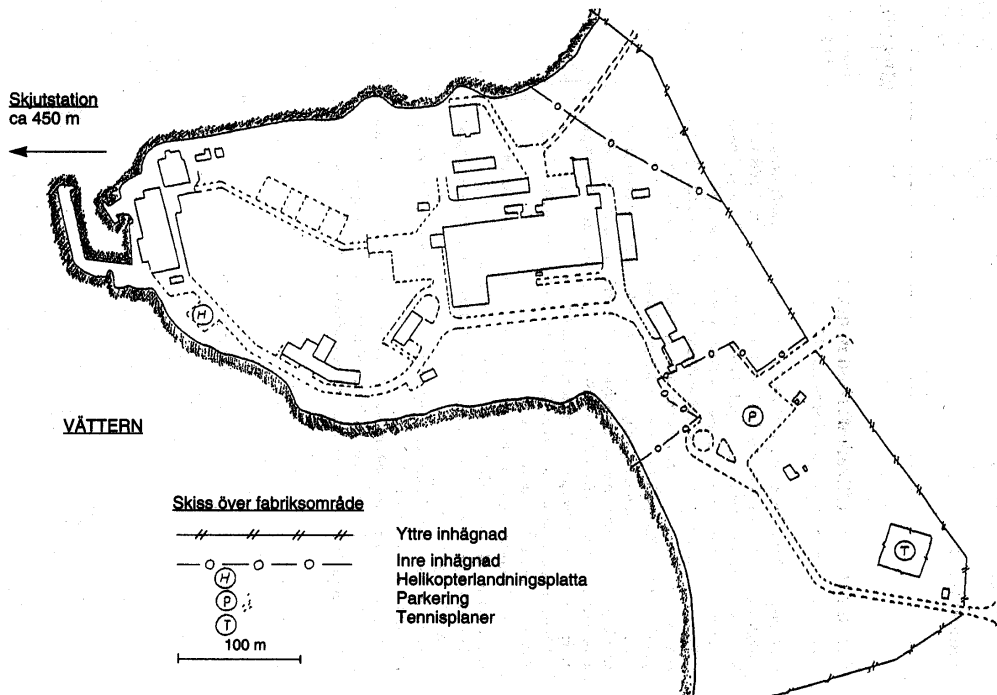 Skjutstation
ca 450 m
H
P
VÄTTERN
T
Skiss över fabriksområde
Yttre inhägnad
Inre inhägnad
H Helikopterlandningsplatta
P Parkering
T Tennisplaner
100 m